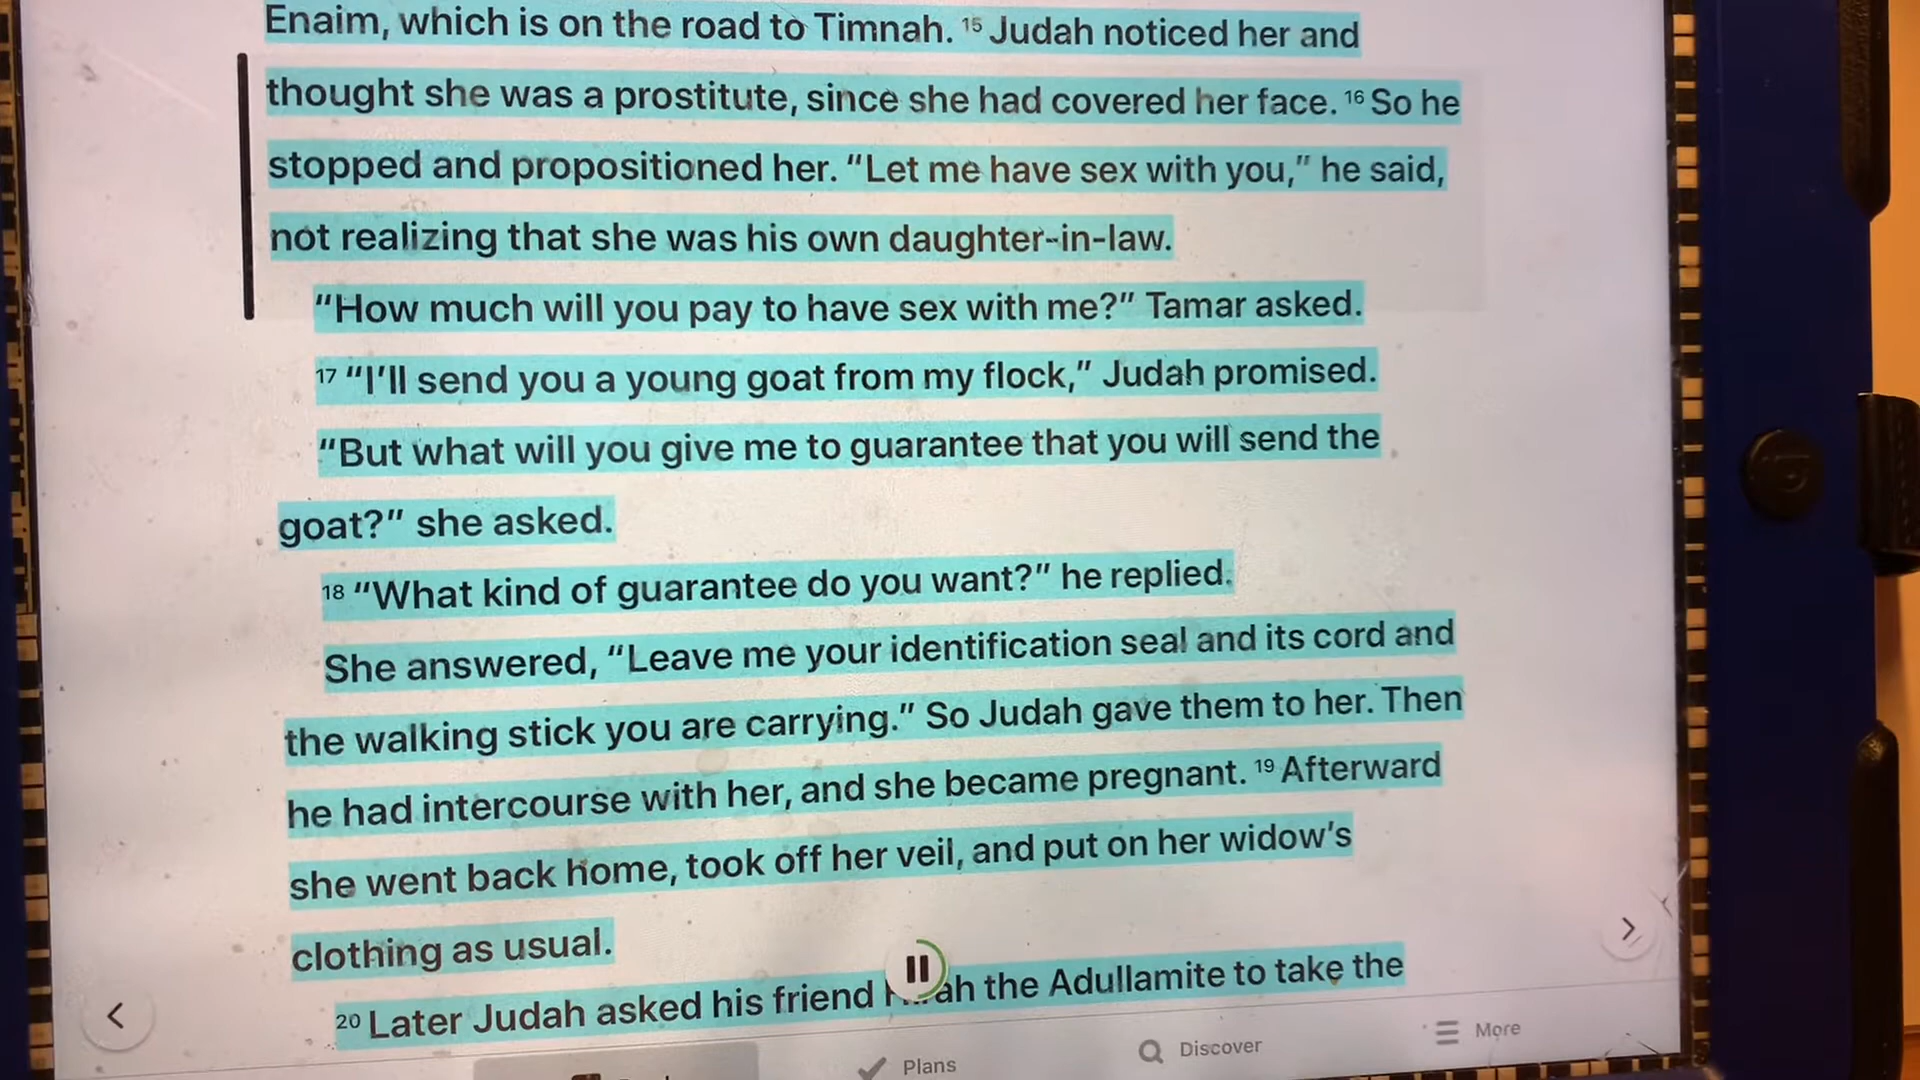 Enaim, which is on the road to Timnah. 15 Judah noticed her and
thought she was a prostitute, since she had covered her face. 16 So he
stopped and propositioned her. “Let me have sex with you,” he said,
not realizing that she was his own daughter-in-law.
“How much will you pay to have sex with me?” Tamar asked.
17 “I’ll send you a young goat from my flock,” Judah promised.
“But what will you give me to guarantee that you will send the
goat?” she asked.
18 “What kind of guarantee do you want?” he replied.
She answered, “Leave me your identification seal and its cord and
the walking stick you are carrying.” So Judah gave them to her. Then
he had intercourse with her, and she became pregnant. 19 Afterward
she went back home, took off her veil, and put on her widow’s
clothing as usual.
20 Later Judah asked his friend the Adullamite to take the
Plans
Discover
More